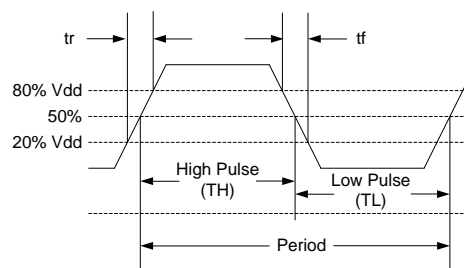 tr
tf
80% Vdd
50%
20% Vdd
High Pulse
(TH)
Low Pulse
(TL)
Period